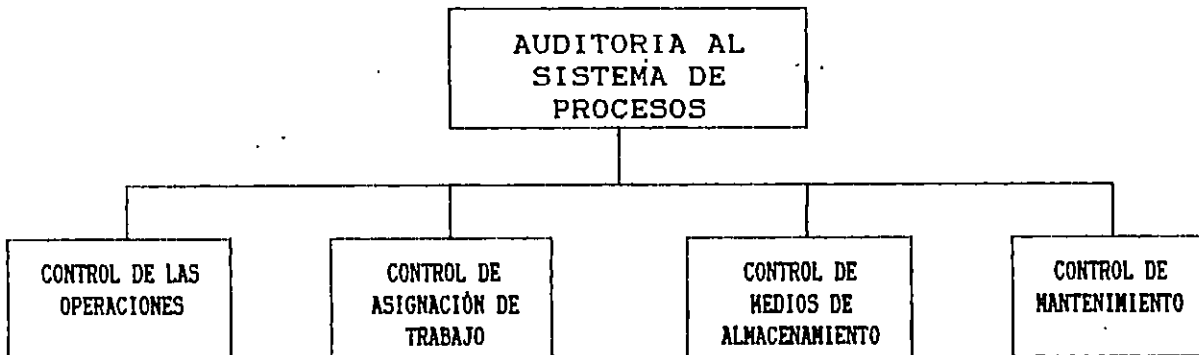 AUDITORIA AL
SISTEMA DE
PROCESOS
CONTROL DE LAS
OPERACIONES
CONTROL DE
ASIGNACIÓN DE
TRABAJO
CONTROL DE
MEDIOS DE
ALMACENAMIENTO
CONTROL DE
MANTENIMIENTO